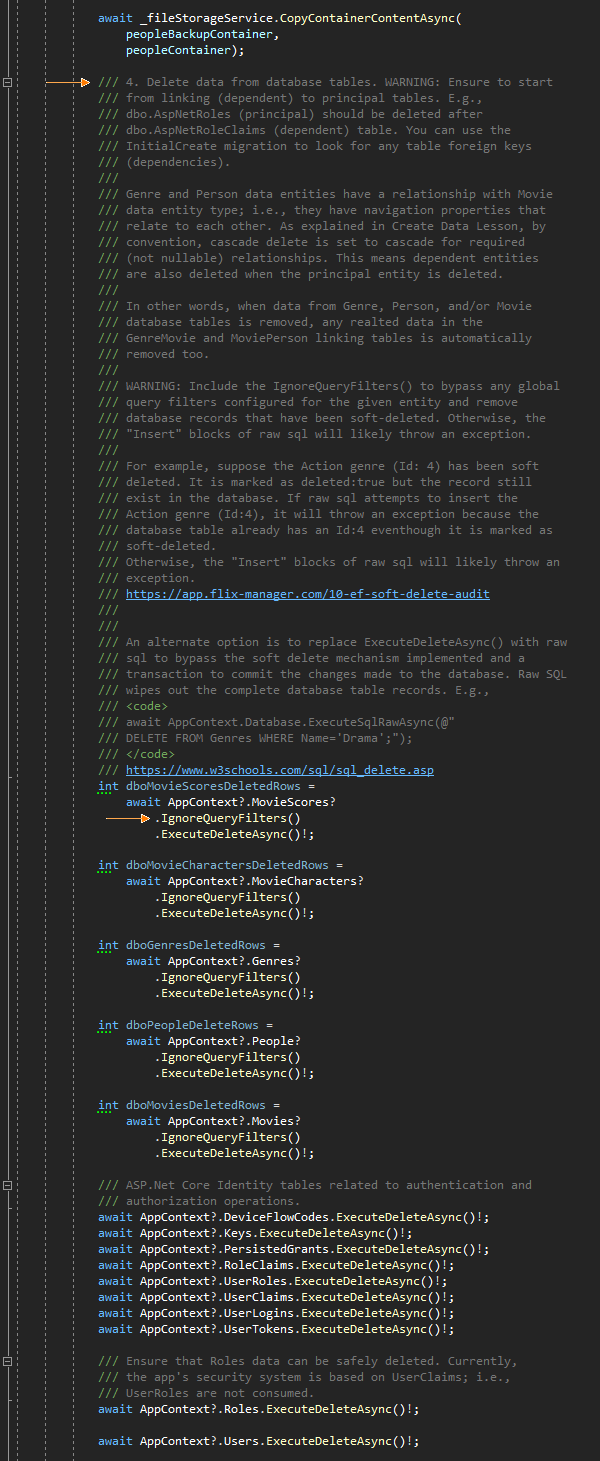 await _fileStorageService.CopyContainerContentAsync(
peopleBackupContainer,
peopleContainer);
/// 4. Delete data from database tables. WARNING: Ensure to start
/// from linking (dependent) to principal tables. E.g.,
/// dbo.AspNetRoles (principal) should be deleted after
/// dbo.AspNetRoleClaims (dependent) table. You can use the
/// InitialCreate migration to look for any table foreign keys
/// (dependencies).
///
/// Genre and Person data entities have a relationship with Movie
/// data entity type; i.e., they have navigation properties that
/// relate to each other. As explained in Create Data Lesson, by
/// convention, cascade delete is set to cascade for required
/// (not nullable) relationships. This means dependent entities
/// are also deleted when the principal entity is deleted.
///
/// In other words, when data from Genre, Person, and/or Movie
/// database tables is removed, any realted data in the
/// GenreMovie and MoviePerson linking tables is automatically
/// removed too.
///
/// WARNING: Include the IgnoreQueryFilters() to bypass any global
/// query filters configured for the given entity and remove
/// database records that have been soft-deleted. Otherwise, the
/// "Insert" blocks of raw sql will likely throw an exception.
///
/// For example, suppose the Action genre (Id: 4) has been soft
/// deleted. It is marked as deleted:true but the record still
/// exist in the database. If raw sql attempts to insert the
/// Action genre (Id:4), it will throw an exception because the
/// database table already has an Id:4 eventhough it is marked as
/// soft-deleted.
/// Otherwise, the "Insert" blocks of raw sql will likely throw an
/// exception.
/// https://app.flix-manager.com/10-ef-soft-delete-audit
///
///
/// An alternate option is to replace ExecuteDeleteAsync() with raw
/// sql to bypass the soft delete mechanism implemented and a
/// transaction to commit the changes made to the database. Raw SQL
/// wipes out the complete database table records. E.g.,
/// <code>
/// await AppContext.Database.ExecuteSqlRawAsync(@"
/// DELETE FROM Genres WHERE Name='Drama';");
/// </code>
/// https://www.w3schools.com/sql/sql_delete.asp
int dboMovieScoresDeletedRows =
await AppContext?.MovieScores?
.IgnoreQueryFilters()
.ExecuteDeleteAsync()!;
int dboMovieCharactersDeletedRows =
await AppContext?.MovieCharacters?
.IgnoreQueryFilters()
.ExecuteDeleteAsync()!;
int dboGenresDeletedRows =
await AppContext?.Genres?
.IgnoreQueryFilters()
.ExecuteDeleteAsync()!;
int dboPeopleDeleteRows =
await AppContext?.People?
.IgnoreQueryFilters()
.ExecuteDeleteAsync()!;
int dboMoviesDeletedRows =
await AppContext?.Movies?
.IgnoreQueryFilters()
.ExecuteDeleteAsync()!;
/// ASP.Net Core Identity tables related to authentication and
/// authorization operations.
await AppContext?.DeviceFlowCodes.ExecuteDeleteAsync()!;
await AppContext?.Keys.ExecuteDeleteAsync()!;
await AppContext?.PersistedGrants.ExecuteDeleteAsync()!;
await AppContext?.RoleClaims.ExecuteDeleteAsync()!;
await AppContext?.UserRoles.ExecuteDeleteAsync()!;
await AppContext?.UserClaims.ExecuteDeleteAsync()!;
await AppContext?.UserLogins.ExecuteDeleteAsync()!;
await AppContext?.UserTokens.ExecuteDeleteAsync()!;
/// Ensure that Roles data can be safely deleted. Currently,
/// the app's security system is based on UserClaims; i.e.,
/// UserRoles are not consumed.
await AppContext?.Roles.ExecuteDeleteAsync()!;
await AppContext?.Users.ExecuteDeleteAsync()!;